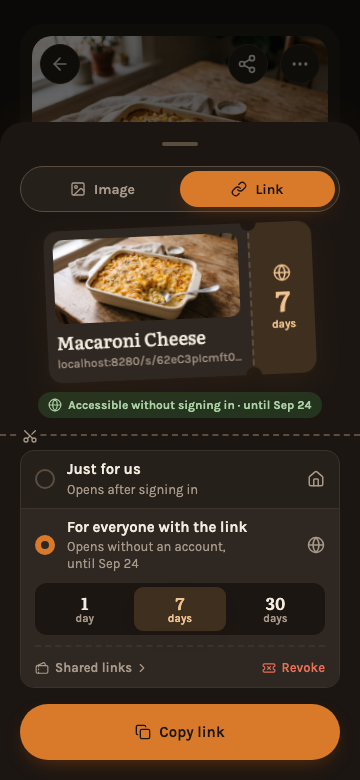 Image
Link
Macaroni Cheese
localhost:8280/s/62eC3plcmft0...
7
days
Accessible without signing in · until Sep 24
Just for us
Opens after signing in
For everyone with the link
Opens without an account,
until Sep 24
1
day
7
days
30
days
Shared links
Revoke
Copy link